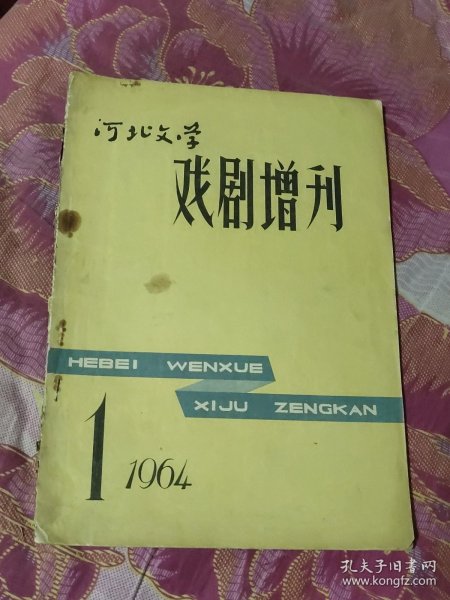 河北文学
戏剧增刊
HEBEI WENXUE
XIJU ZENGKAN
1
1964
孔夫子旧书网
www.kongfz.com